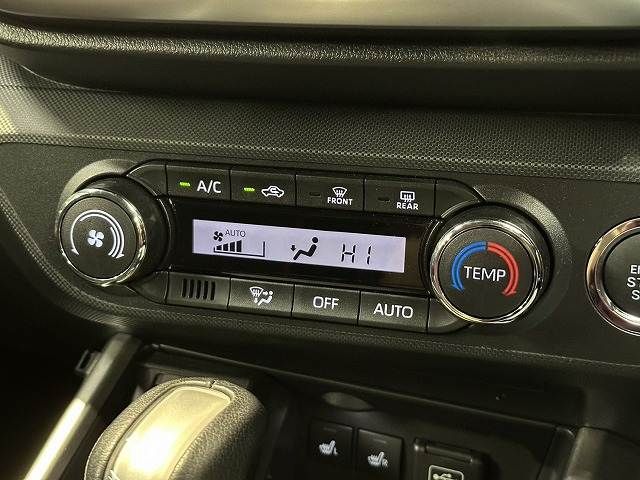 A/C
FRONT
REAR
AUTO
HI
TEMP
OFF
AUTO
L
R